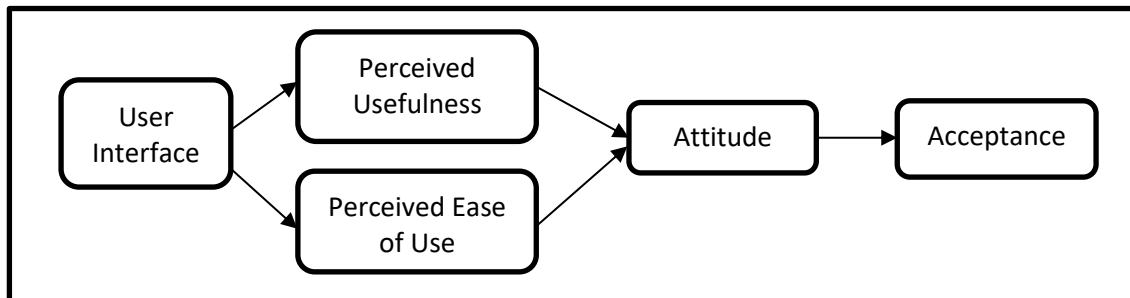 User
Interface
Perceived
Usefulness
Perceived Ease
of Use
Attitude
Acceptance